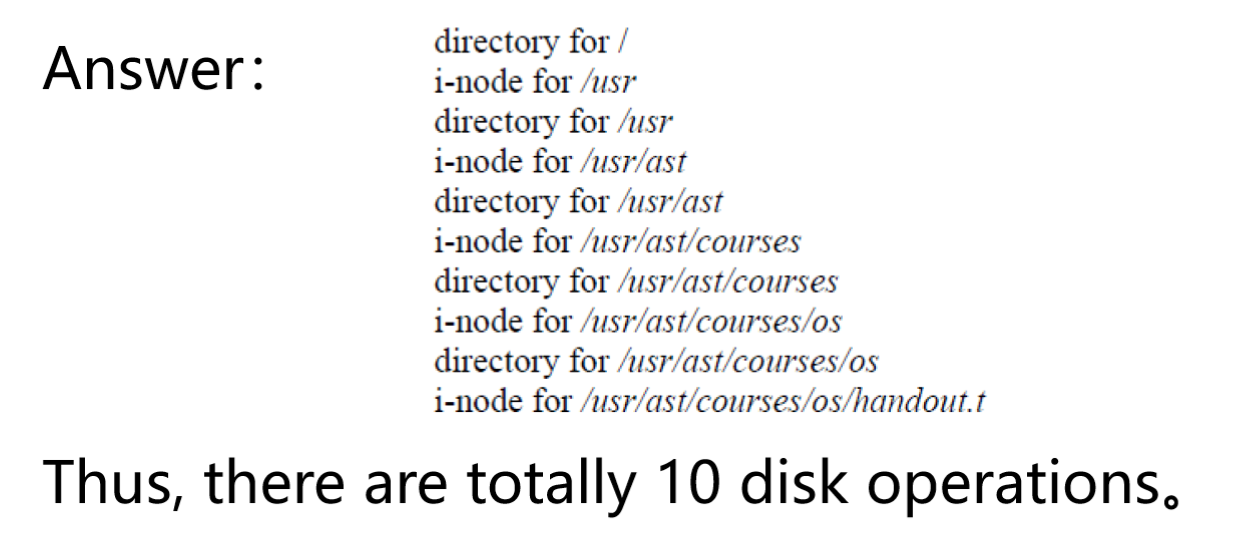 Answer：
directory for /
i-node for /usr
directory for /usr
i-node for /usr/ast
directory for /usr/ast
i-node for /usr/ast/courses
directory for /usr/ast/courses
i-node for /usr/ast/courses/os
directory for /usr/ast/courses/os
i-node for /usr/ast/courses/os/handout.t
Thus, there are totally 10 disk operations。